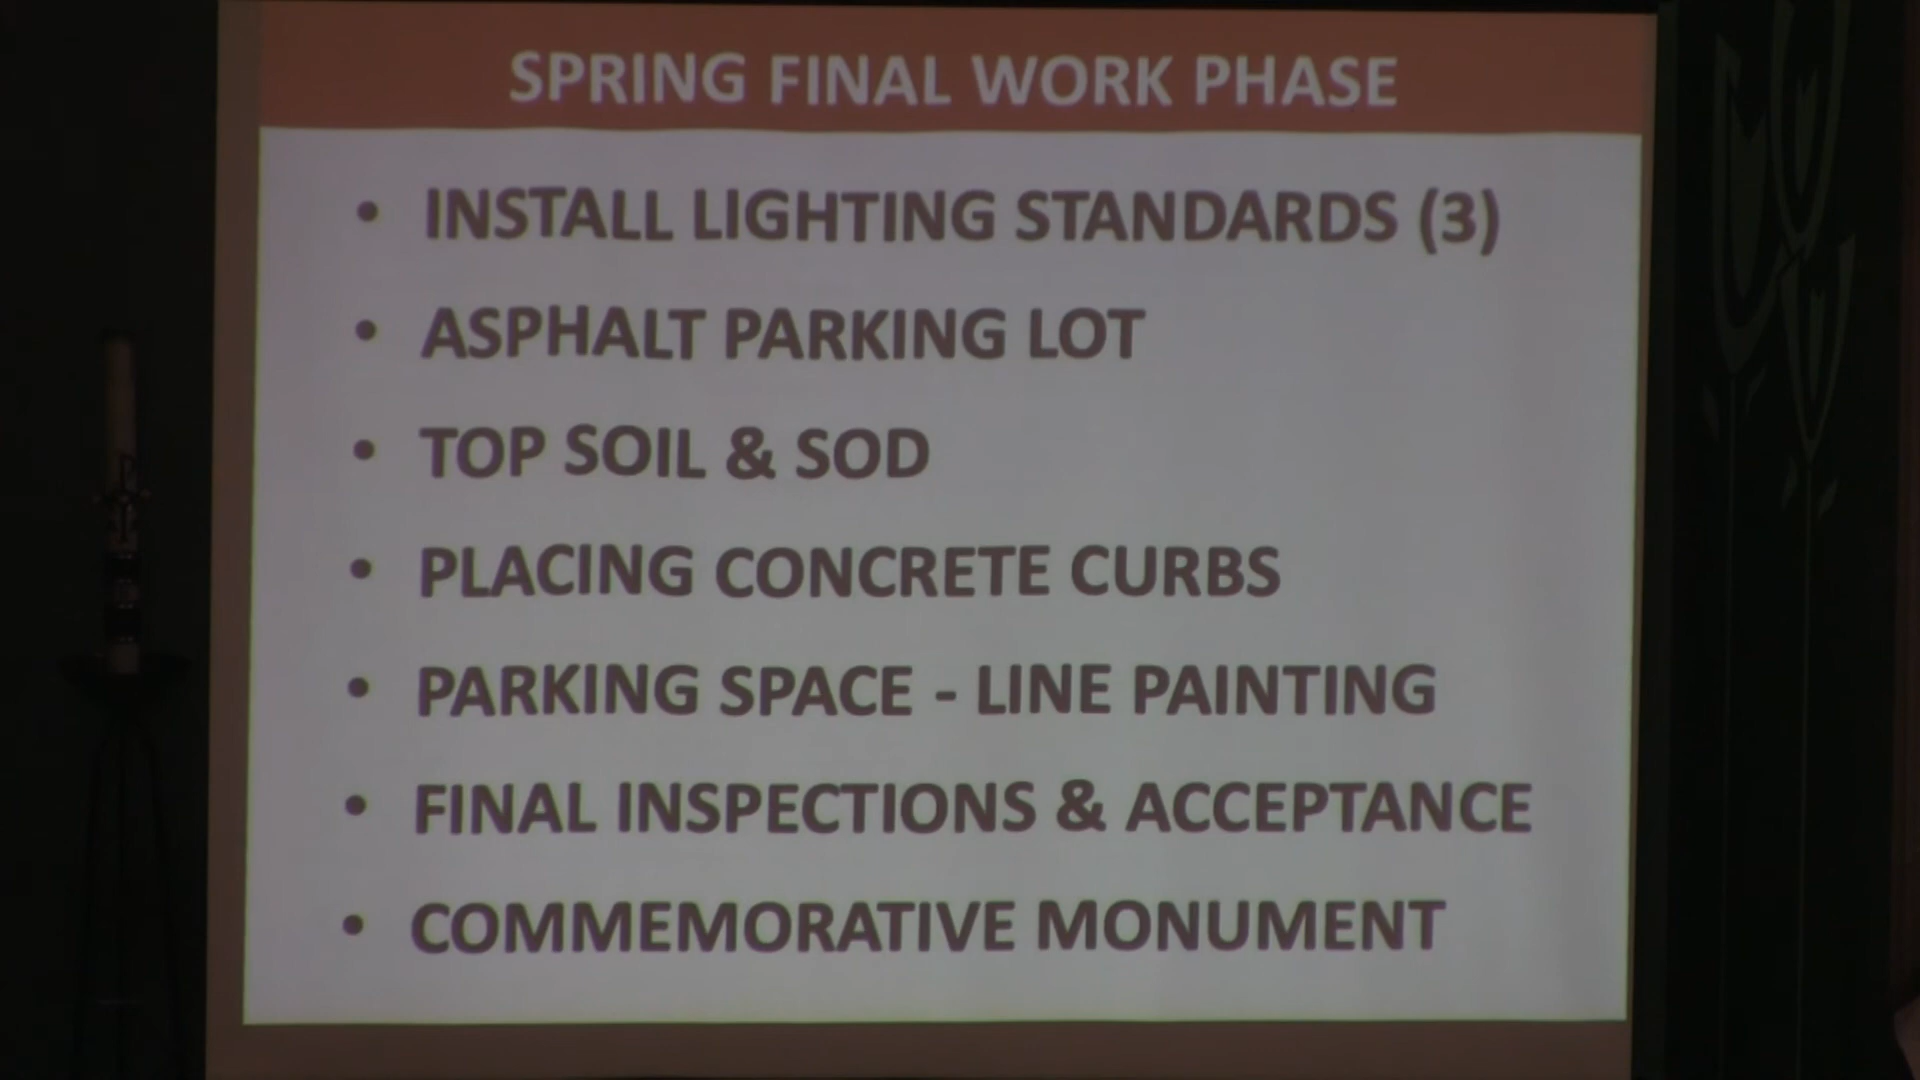 SPRING FINAL WORK PHASE
• INSTALL LIGHTING STANDARDS (3)
• ASPHALT PARKING LOT
• TOP SOIL & SOD
• PLACING CONCRETE CURBS
• PARKING SPACE - LINE PAINTING
• FINAL INSPECTIONS & ACCEPTANCE
• COMMEMORATIVE MONUMENT